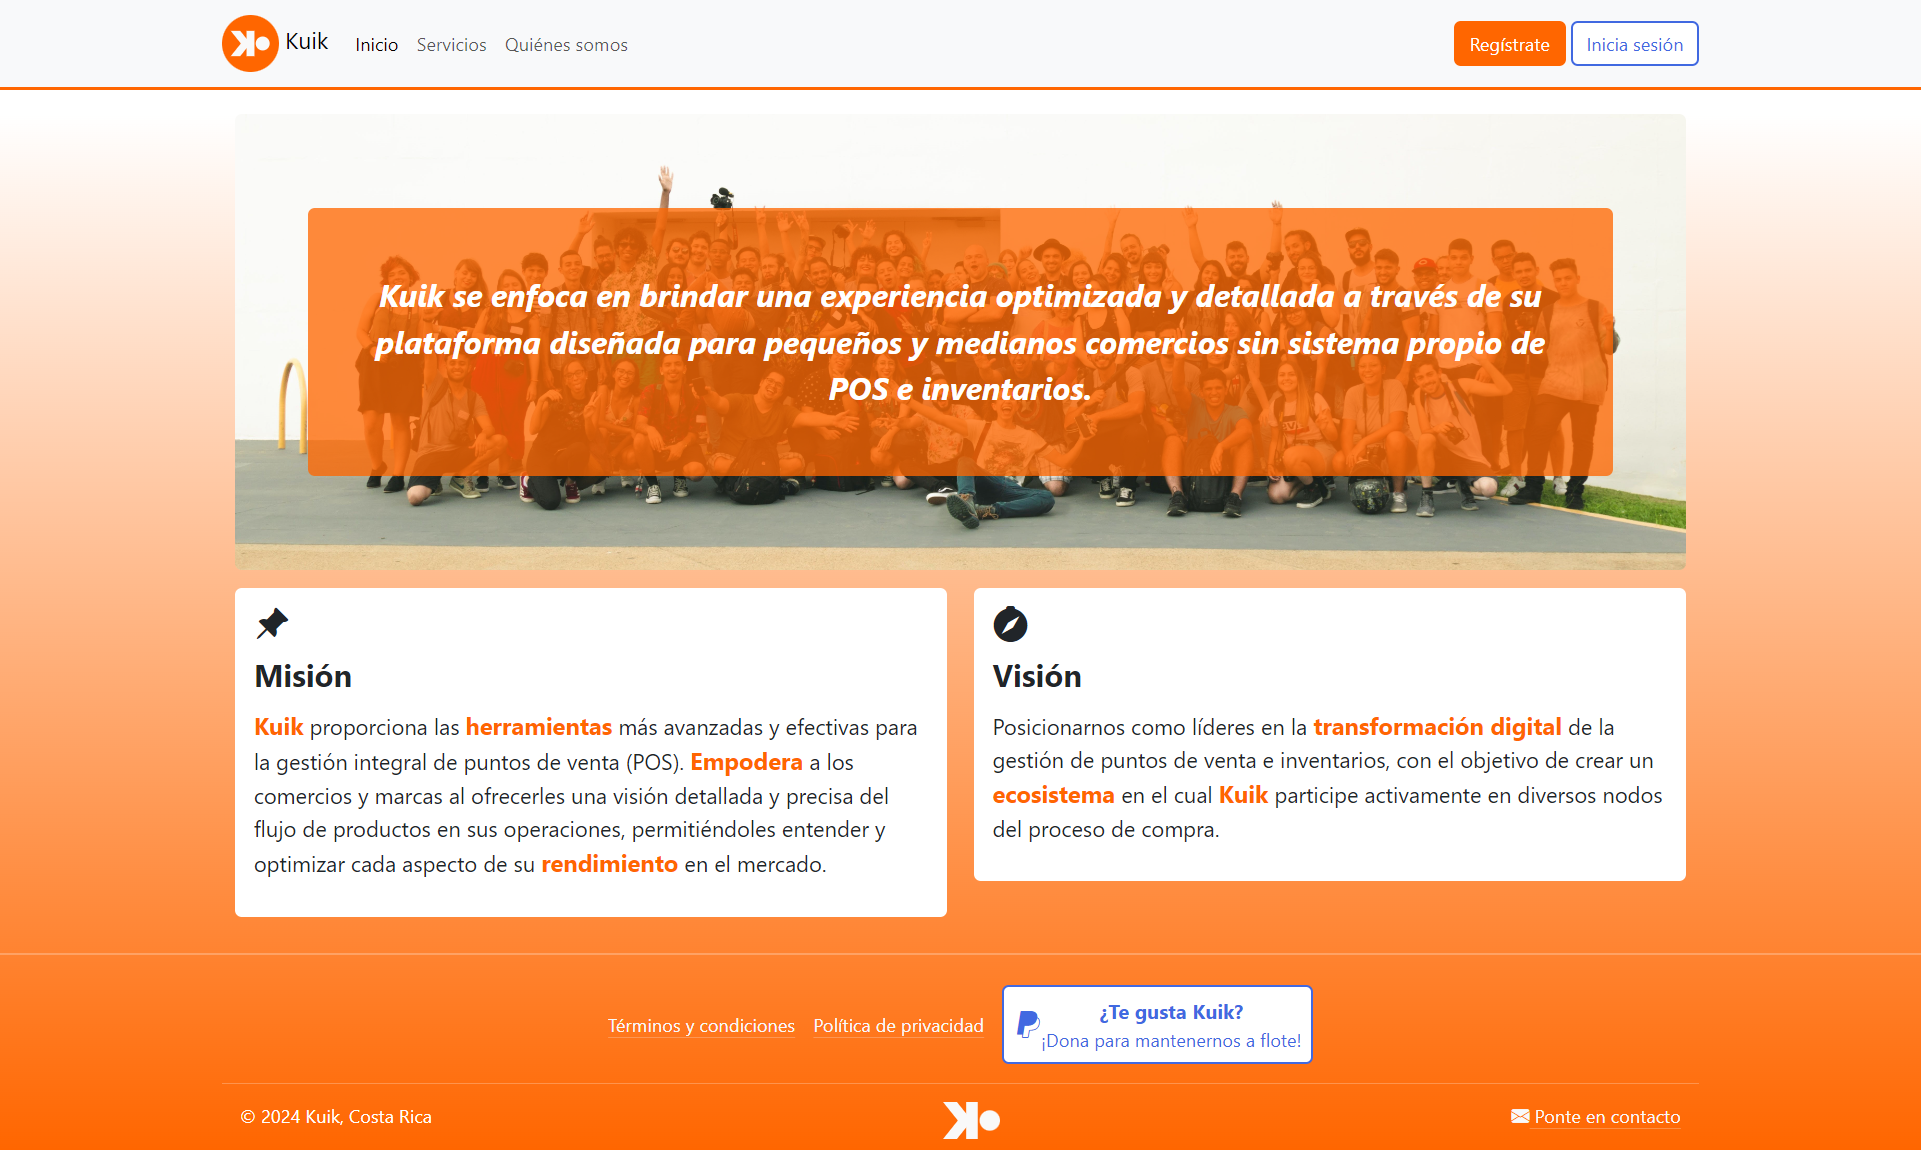 Kuik
Inicio
Servicios
Quiénes somos
Regístrate
Inicia sesión
Kuik se enfoca en brindar una experiencia optimizada y detallada a través de su
plataforma diseñada para pequeños y medianos comercios sin sistema propio de
POS e inventarios.
Misión
Kuik proporciona las herramientas más avanzadas y efectivas para
la gestión integral de puntos de venta (POS). Empodera a los
comercios y marcas al ofrecerles una visión detallada y precisa del
flujo de productos en sus operaciones, permitiéndoles entender y
optimizar cada aspecto de su rendimiento en el mercado.
Visión
Posicionarnos como líderes en la transformación digital de la
gestión de puntos de venta e inventarios, con el objetivo de crear un
ecosistema en el cual Kuik participe activamente en diversos nodos
del proceso de compra.
Términos y condiciones
Política de privacidad
¿Te gusta Kuik?
¡Dona para mantenernos a flote!
© 2024 Kuik, Costa Rica
Ponte en contacto